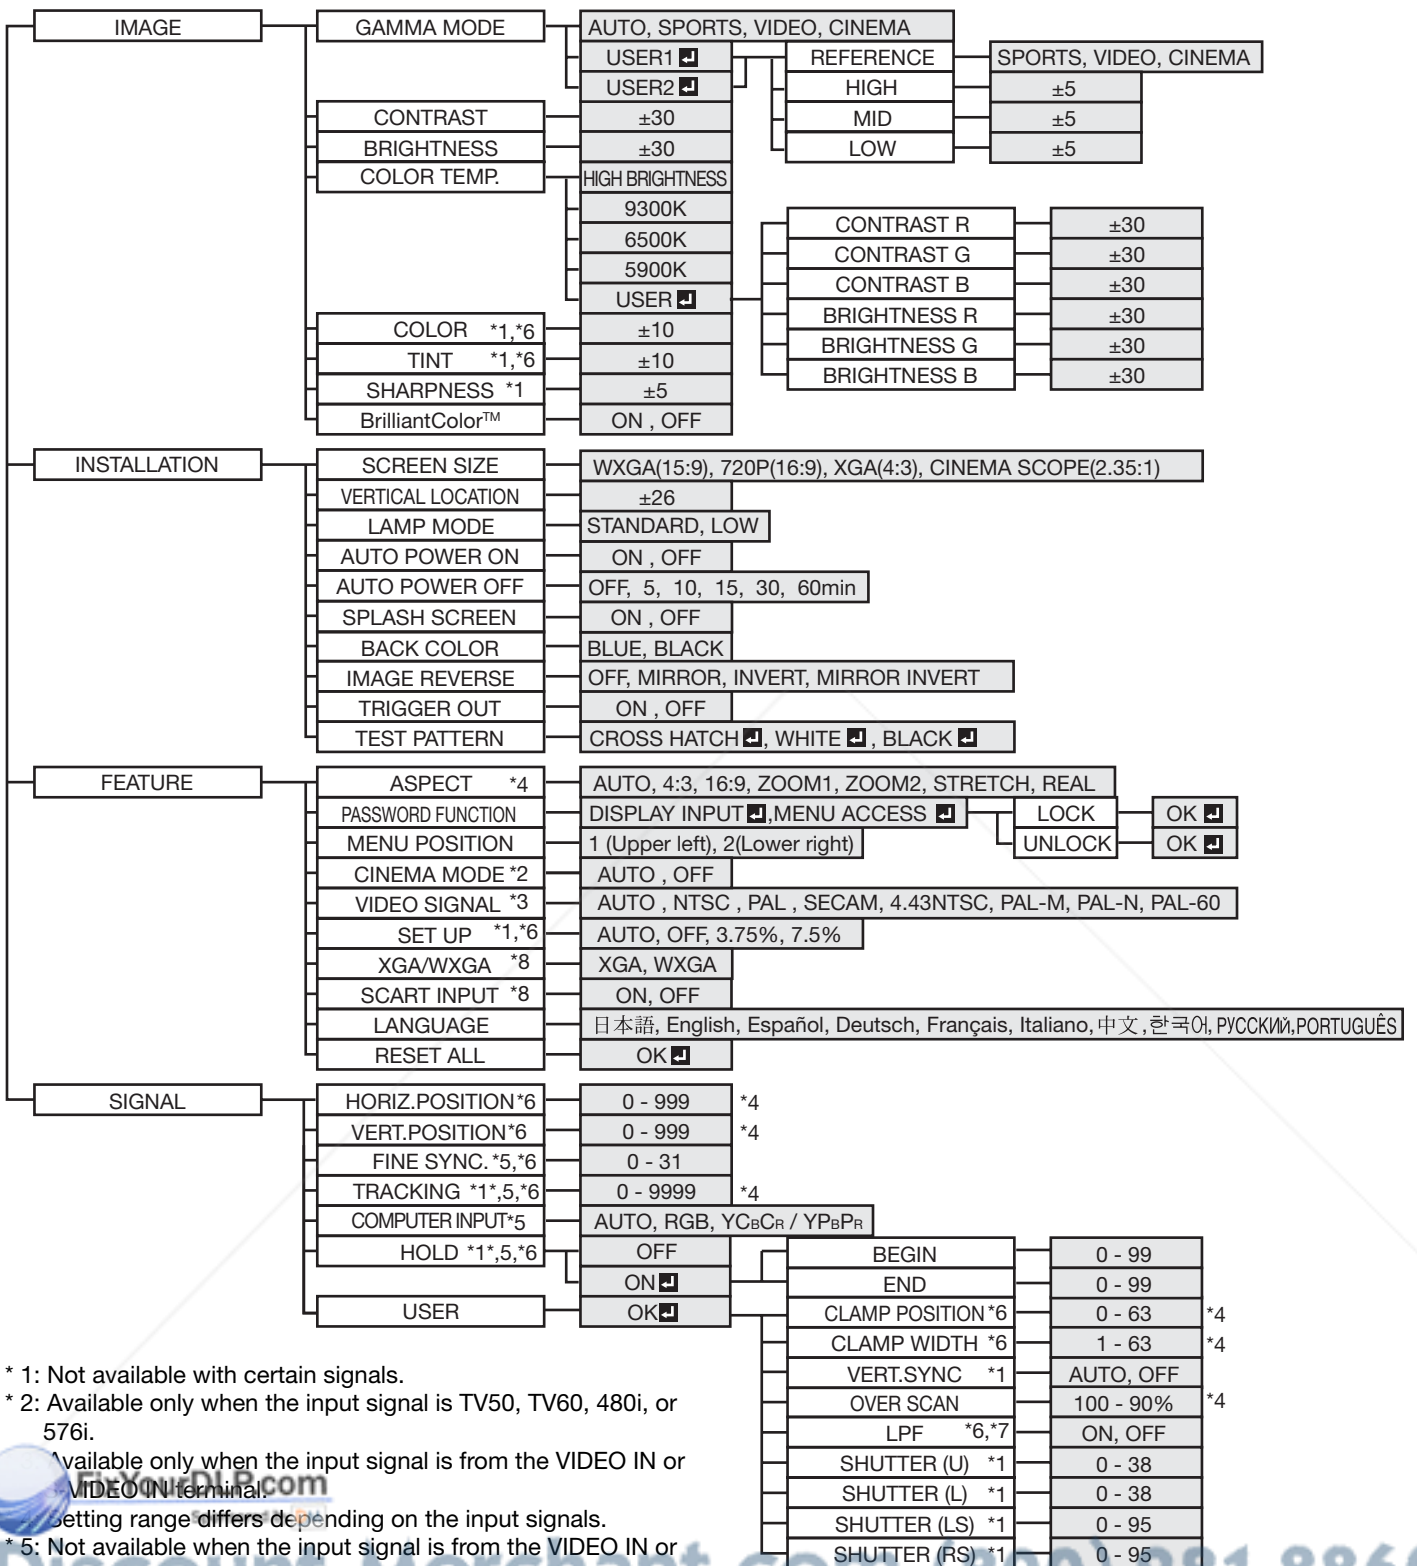 IMAGE GAMMA MODE AUTO, SPORTS, VIDEO, CINEMA
USER1 REFERENCE SPORTS, VIDEO, CINEMA
USER2 HIGH ±5
CONTRAST ±30 MID ±5
BRIGHTNESS ±30 LOW ±5
COLOR TEMP. HIGH BRIGHTNESS
9300K
6500K
5900K
USER
CONTRAST R ±30
CONTRAST G ±30
CONTRAST B ±30
BRIGHTNESS R ±30
BRIGHTNESS G ±30
BRIGHTNESS B ±30
COLOR *1,*6 ±10
TINT *1,*6 ±10
SHARPNESS *1 ±5
BrilliantColor™ ON , OFF
INSTALLATION SCREEN SIZE WXGA(15:9), 720P(16:9), XGA(4:3), CINEMA SCOPE(2.35:1)
VERTICAL LOCATION ±26
LAMP MODE STANDARD, LOW
AUTO POWER ON ON , OFF
AUTO POWER OFF OFF, 5, 10, 15, 30, 60min
SPLASH SCREEN ON , OFF
BACK COLOR BLUE, BLACK
IMAGE REVERSE OFF, MIRROR, INVERT, MIRROR INVERT
TRIGGER OUT ON , OFF
TEST PATTERN CROSS HATCH , WHITE , BLACK
FEATURE ASPECT *4 AUTO, 4:3, 16:9, ZOOM1, ZOOM2, STRETCH, REAL
PASSWORD FUNCTION DISPLAY INPUT ,MENU ACCESS LOCK OK
MENU POSITION 1 (Upper left), 2(Lower right) UNLOCK OK
CINEMA MODE *2 AUTO , OFF
VIDEO SIGNAL *3 AUTO , NTSC , PAL , SECAM, 4.43NTSC, PAL-M, PAL-N, PAL-60
SET UP *1,*6 AUTO, OFF, 3.75%, 7.5%
XGA/WXGA *8 XGA, WXGA
SCART INPUT *8 ON, OFF
LANGUAGE 日本語, English, Español, Deutsch, Français, Italiano, 中文 , 한국어, РУССКИЙ,PORTUGUÊS
RESET ALL OK
SIGNAL HORIZ.POSITION*6 0 - 999 *4
VERT.POSITION*6 0 - 999 *4
FINE SYNC.*5,*6 0 - 31
TRACKING *1*,5,*6 0 - 9999 *4
COMPUTER INPUT*5 AUTO, RGB, YCBCR / YPBPR
HOLD *1*,5,*6 OFF BEGIN 0 - 99
ON END 0 - 99
USER OK CLAMP POSITION*6 0 - 63 *4
CLAMP WIDTH *6 1 - 63 *4
VERT.SYNC *1 AUTO, OFF
OVER SCAN 100 - 90% *4
LPF *6,*7 ON, OFF
SHUTTER (U) *1 0 - 38
SHUTTER (L) *1 0 - 38
SHUTTER (LS) *1 0 - 95
SHUTTER (RS) *1 0 - 95
* 1: Not available with certain signals.
* 2: Available only when the input signal is TV50, TV60, 480i, or
576i.
Available only when the input signal is from the VIDEO IN or
VIDEO IN terminal.
FixYourDLP.com
Setting range differs depending on the input signals.
* 5: Not available when the input signal is from the VIDEO IN or